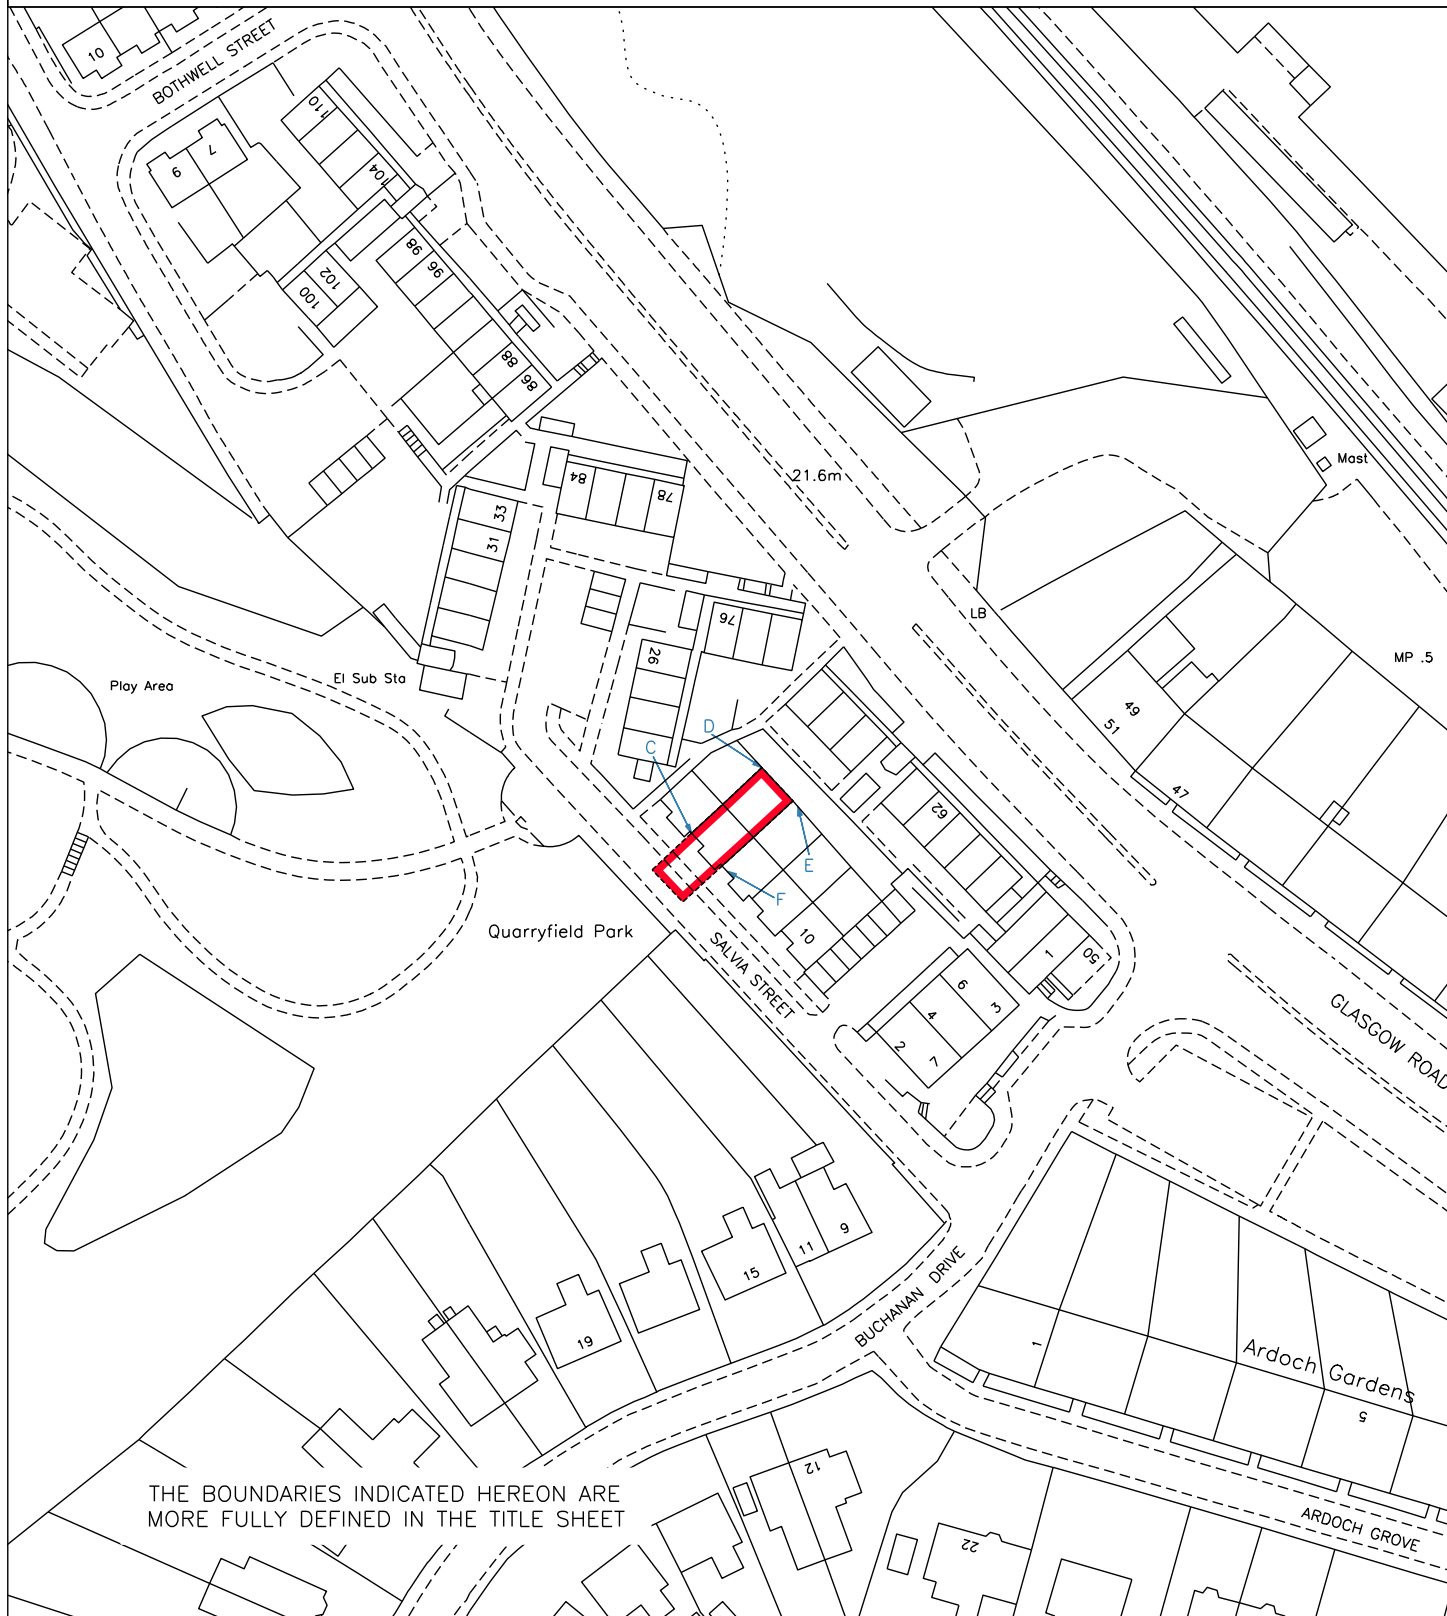 10
BOTHWELL STREET
110
7
9
104
98
96
102
100
88
86
21.6m
Mast
84
78
33
31
LB
76
26
MP .5
El Sub Sta
Play Area
49
51
D
C
47
62
E
F
Quarryfield Park
10
SALVIA STREET
1
50
6
3
4
2
7
GLASGOW ROAD
9
11
15
19
BUCHANAN DRIVE
1
Ardoch Gardens
5
12
THE BOUNDARIES INDICATED HEREON ARE
MORE FULLY DEFINED IN THE TITLE SHEET
ARDOCH GROVE
22